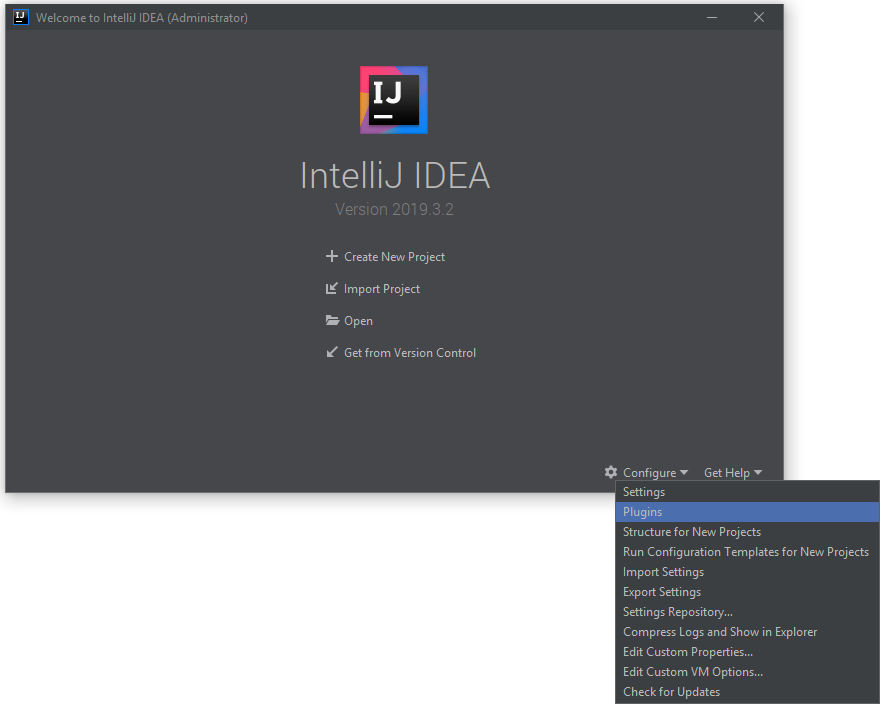 IJ
Welcome to IntelliJ IDEA (Administrator)
IJ
IntelliJ IDEA
Version 2019.3.2
Create New Project
Import Project
Open
Get from Version Control
Configure
Get Help
Settings
Plugins
Structure for New Projects
Run Configuration Templates for New Projects
Import Settings
Export Settings
Settings Repository...
Compress Logs and Show in Explorer
Edit Custom Properties...
Edit Custom VM Options...
Check for Updates